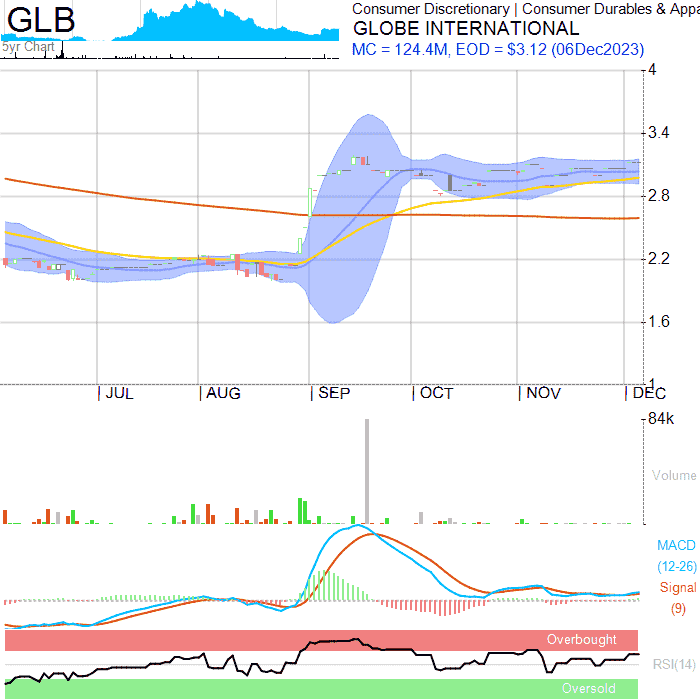 GLB
5yr Chart
Consumer Discretionary | Consumer Durables & Appa
GLOBE INTERNATIONAL
MC = 124.4M, EOD = $3.12 (06Dec2023)
4
3.4
2.8
2.2
1.6
1
JUL
AUG
SEP
OCT
NOV
DEC
84k
Volume
MACD
(12-26)
Signal
(9)
Overbought
RSI(14)
Oversold